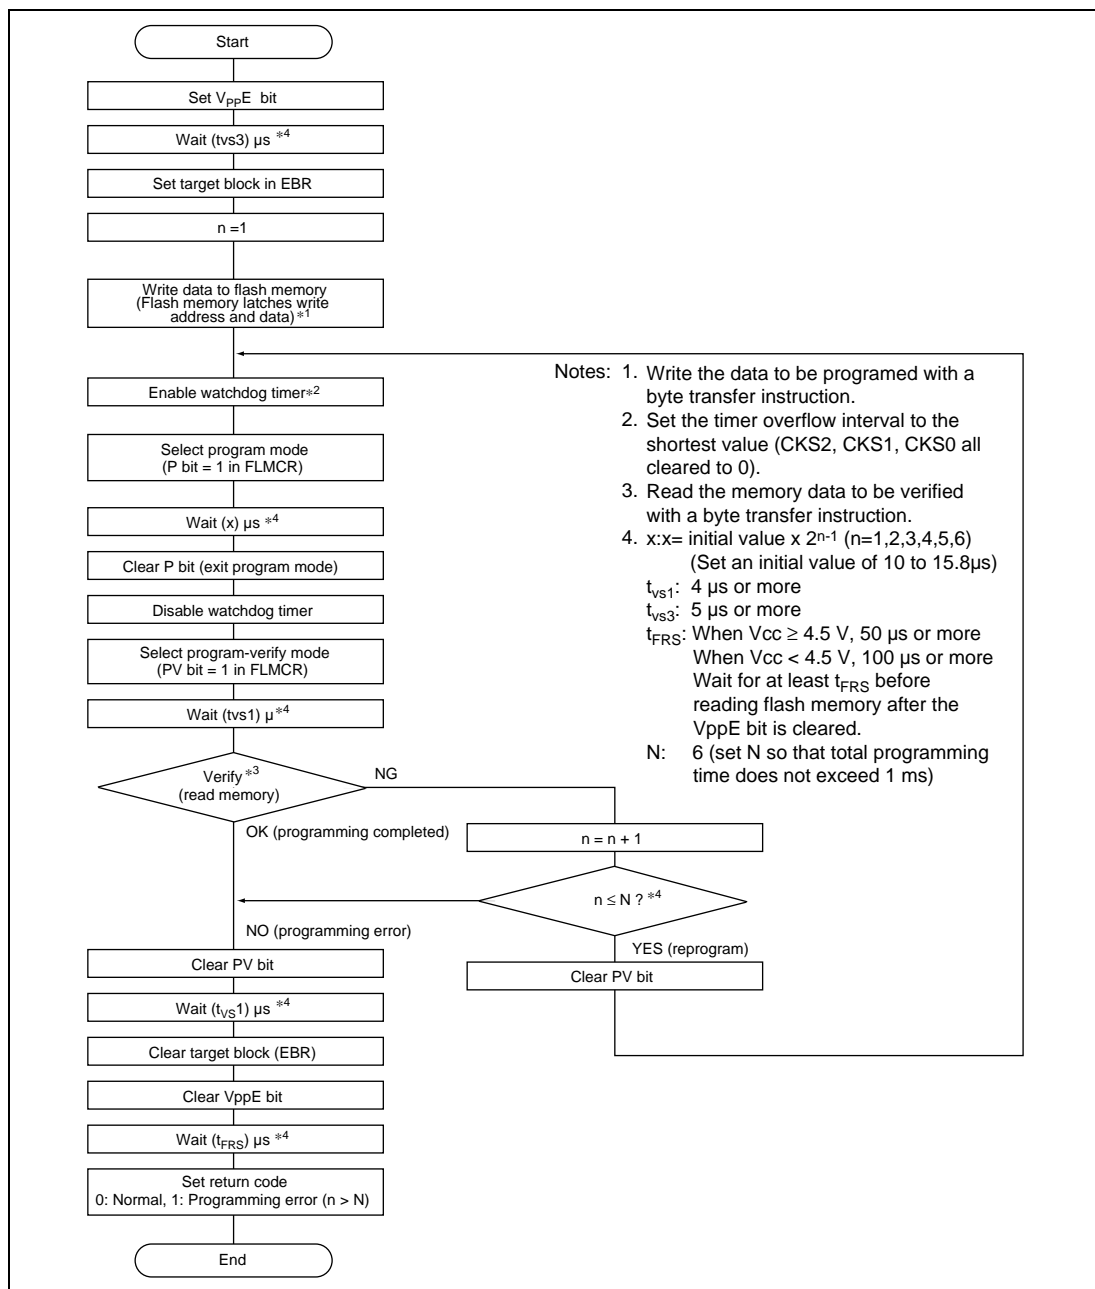 Start
Set VPPE bit
Wait (tvs3) µs *4
Set target block in EBR
n =1
Write data to flash memory
(Flash memory latches write
address and data)*1
Enable watchdog timer*2
Select program mode
(P bit = 1 in FLMCR)
Wait (x) µs *4
Clear P bit (exit program mode)
Disable watchdog timer
Select program-verify mode
(PV bit = 1 in FLMCR)
Wait (tvs1) µ*4
Verify *3
(read memory)
NG
OK (programming completed)
n = n + 1
n ≤ N ? *4
NO (programming error)
YES (reprogram)
Clear PV bit
Clear PV bit
Wait (tVS1) µs *4
Clear target block (EBR)
Clear VppE bit
Wait (tFRS) µs *4
Set return code
0: Normal, 1: Programming error (n > N)
End
Notes: 1. Write the data to be programed with a
byte transfer instruction.
2. Set the timer overflow interval to the
shortest value (CKS2, CKS1, CKS0 all
cleared to 0).
3. Read the memory data to be verified
with a byte transfer instruction.
4. x:x= initial value x 2n-1 (n=1,2,3,4,5,6)
(Set an initial value of 10 to 15.8µs)
tvs1: 4 µs or more
tvs3: 5 µs or more
tFRS: When Vcc ≥ 4.5 V, 50 µs or more
When Vcc < 4.5 V, 100 µs or more
Wait for at least tFRS before
reading flash memory after the
VppE bit is cleared.
N: 6 (set N so that total programming
time does not exceed 1 ms)